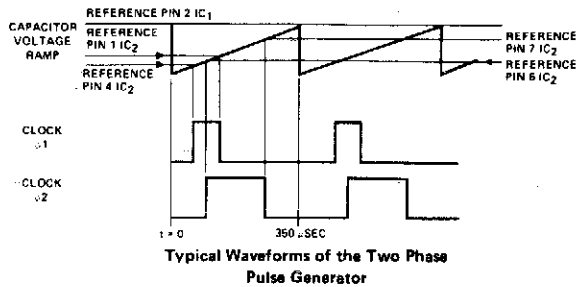 REFERENCE PIN 2 IC1
CAPACITOR
VOLTAGE
RAMP
REFERENCE
PIN 1 IC2
REFERENCE
PIN 4 IC2
REFERENCE
PIN 7 IC2
REFERENCE
PIN 6 IC2
CLOCK
φ1
CLOCK
φ2
t = 0
350 μSEC
Typical Waveforms of the Two Phase
Pulse Generator